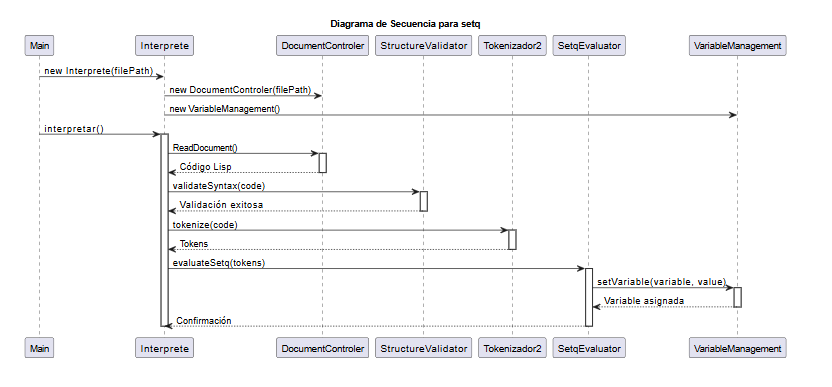 Diagrama de Secuencia para setq
Main Interprete DocumentControler StructureValidator Tokenizador2 SetqEvaluator VariableManagement
new Interprete(filePath)
new DocumentControler(filePath)
new VariableManagement()
interpretar()
ReadDocument()
Código Lisp
validateSyntax(code)
Validación exitosa
tokenize(code)
Tokens
evaluateSetq(tokens)
setVariable(variable, value)
Variable asignada
Confirmación
Main Interprete DocumentControler StructureValidator Tokenizador2 SetqEvaluator VariableManagement